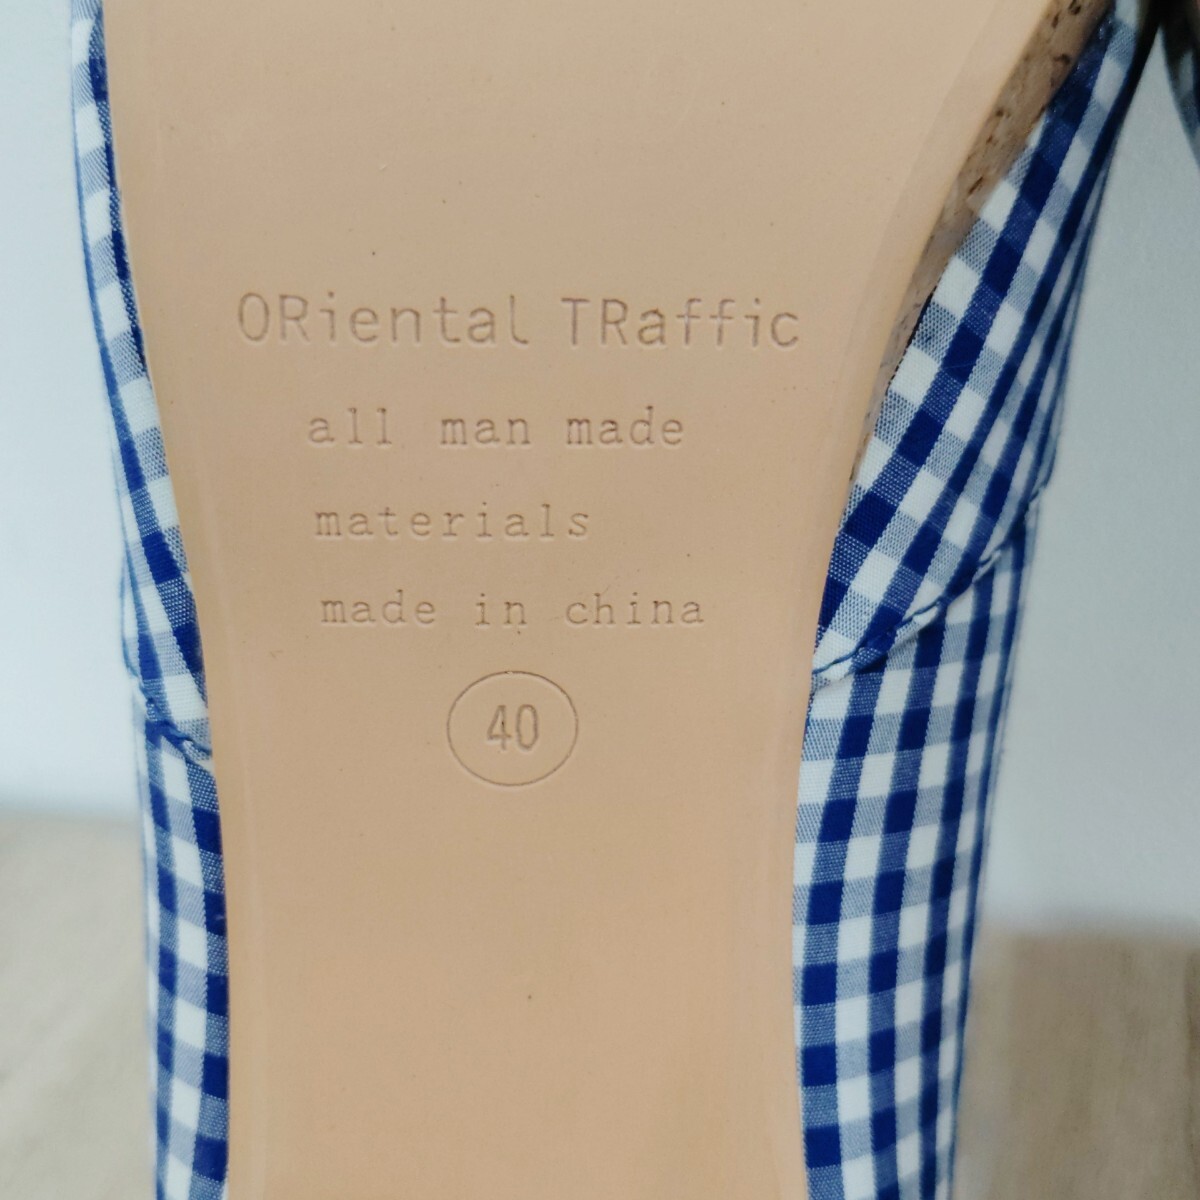 ORiental TRaffic
all man made
materials
made in china
40